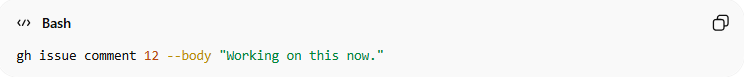 Bash
gh issue comment 12 --body "Working on this now."